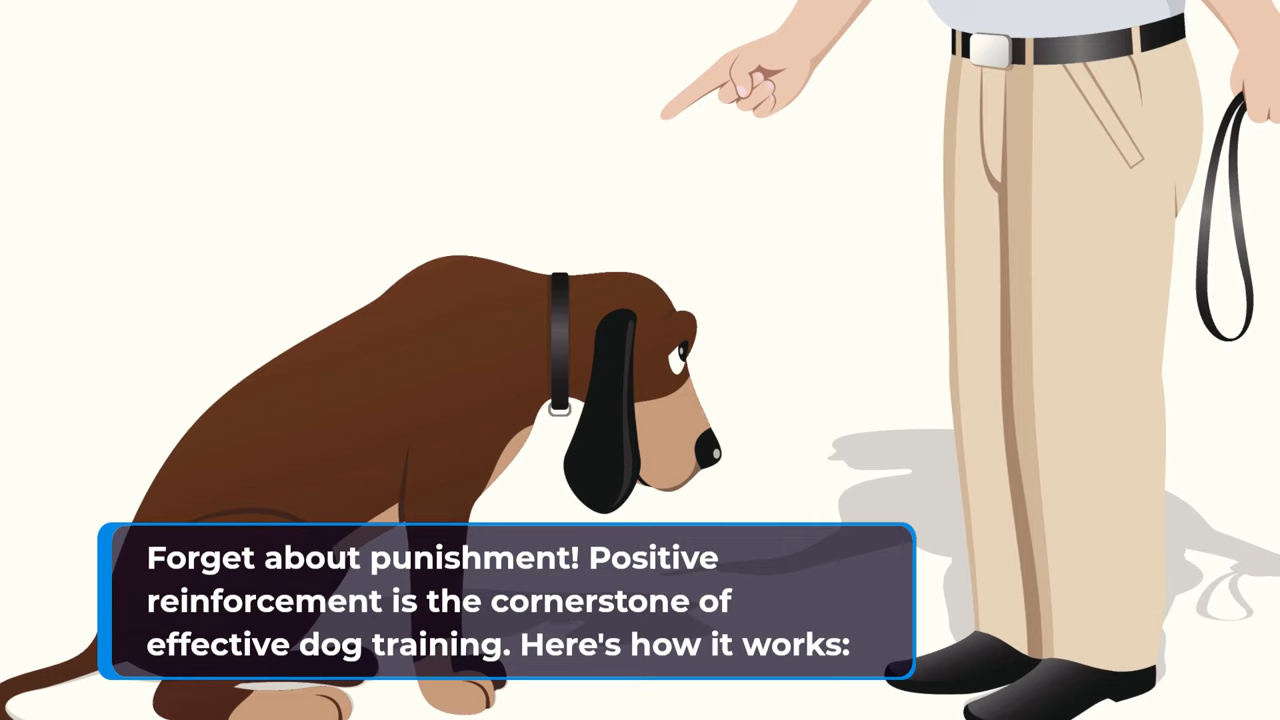 Forget about punishment! Positive
reinforcement is the cornerstone of
effective dog training. Here's how it works: